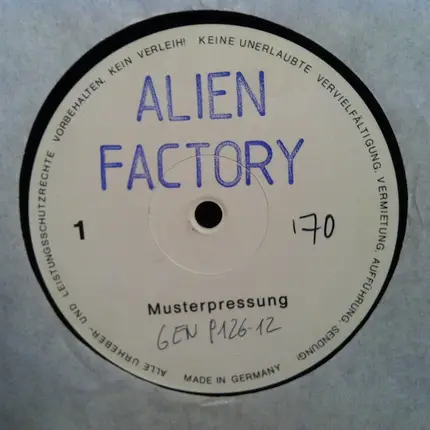 ALLE URHEBER- UND LEISTUNGSSCHUTZRECHTE VORBEHALTEN. KEIN VERLEIH! KEINE UNERLAUBTE VERVIELFÄLTIGUNG, VERMIETUNG, AUFFÜHRUNG, SENDUNG!
ALIEN
FACTORY
1
'70
Musterpressung
GEN P126-12
MADE IN GERMANY